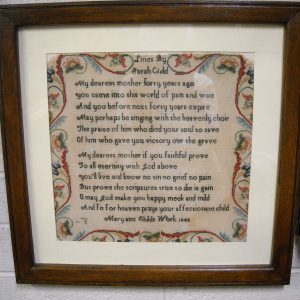 Lines By
Sarah Child
My dearest mother forty years ago
you came into this world of pain and woe
And you before next forty years expire
May perhaps be singing with the heavenly choir
The praise of him who died your soul to save
Of him who gave you victory over the grave
My dearest mother if you faithful prove
To all eternity with God above
you'll live and know no sin no grief no pain
But prove the scriptures true to die is gain
O may God make you happy meek and mild
And fit for heaven prays your affectionate child
Mary ann Childs Work